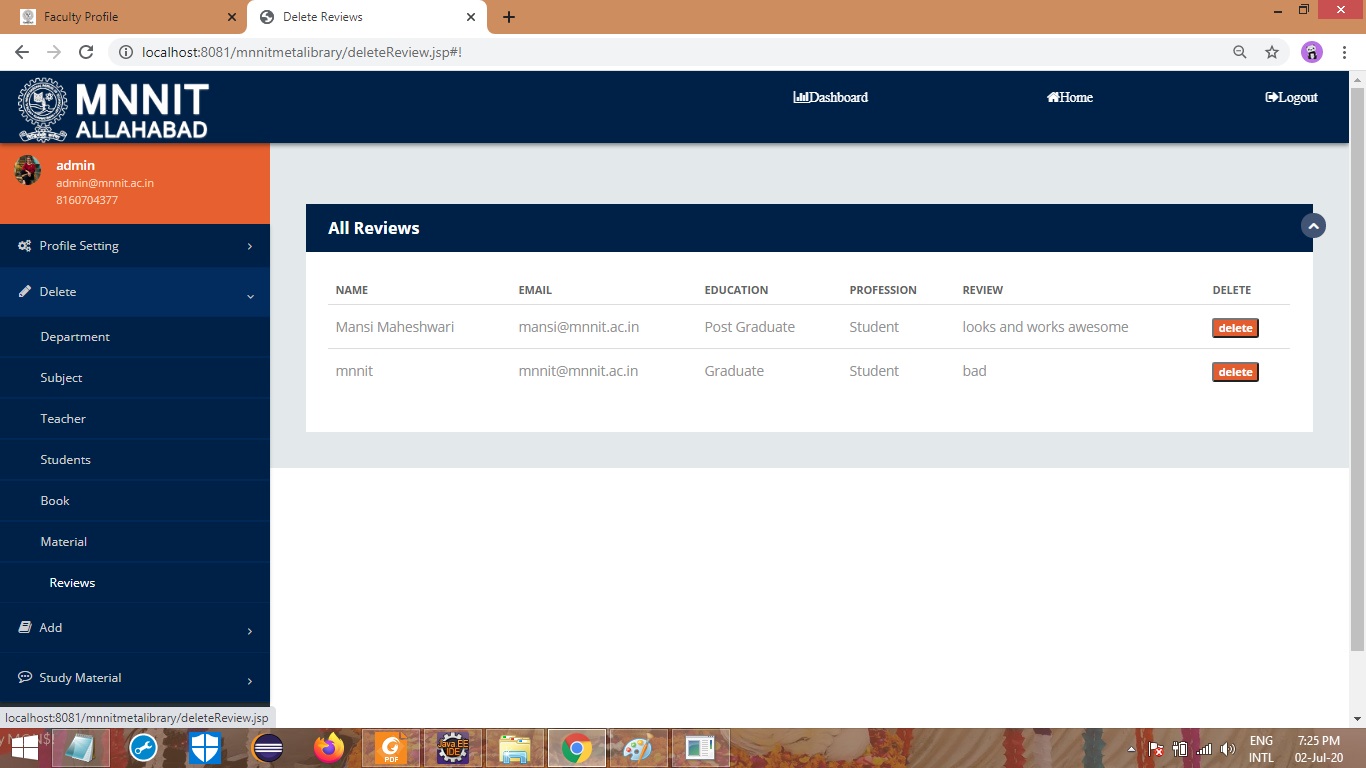 Faculty Profile
Delete Reviews
localhost:8081/mnnitmetalibrary/deleteReview.jsp#!
MNNIT
ALLAHABAD
Dashboard
Home
Logout
admin
admin@mnnit.ac.in
8160704377
Profile Setting
Delete
Department
Subject
Teacher
Students
Book
Material
Reviews
Add
Study Material
All Reviews
NAME EMAIL EDUCATION PROFESSION REVIEW DELETE
Mansi Maheshwari mansi@mnnit.ac.in Post Graduate Student looks and works awesome delete
mnnit mnnit@mnnit.ac.in Graduate Student bad delete
localhost:8081/mnnitmetalibrary/deleteReview.jsp
PDF
Java EE
IDE
ENG
INTL
7:25 PM
02-Jul-20